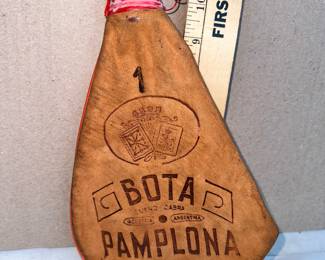 10
FIRS
9
1
BOTA
ARGENTINA
PAMPLONA